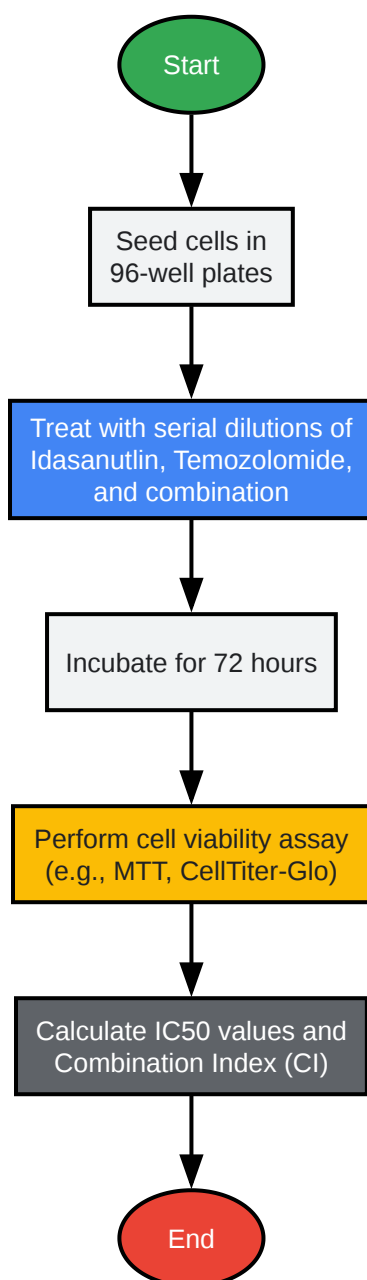 Start
Seed cells in
96-well plates
Treat with serial dilutions of
Idasanutlin, Temozolomide,
and combination
Incubate for 72 hours
Perform cell viability assay
(e.g., MTT, CellTiter-Glo)
Calculate IC50 values and
Combination Index (CI)
End